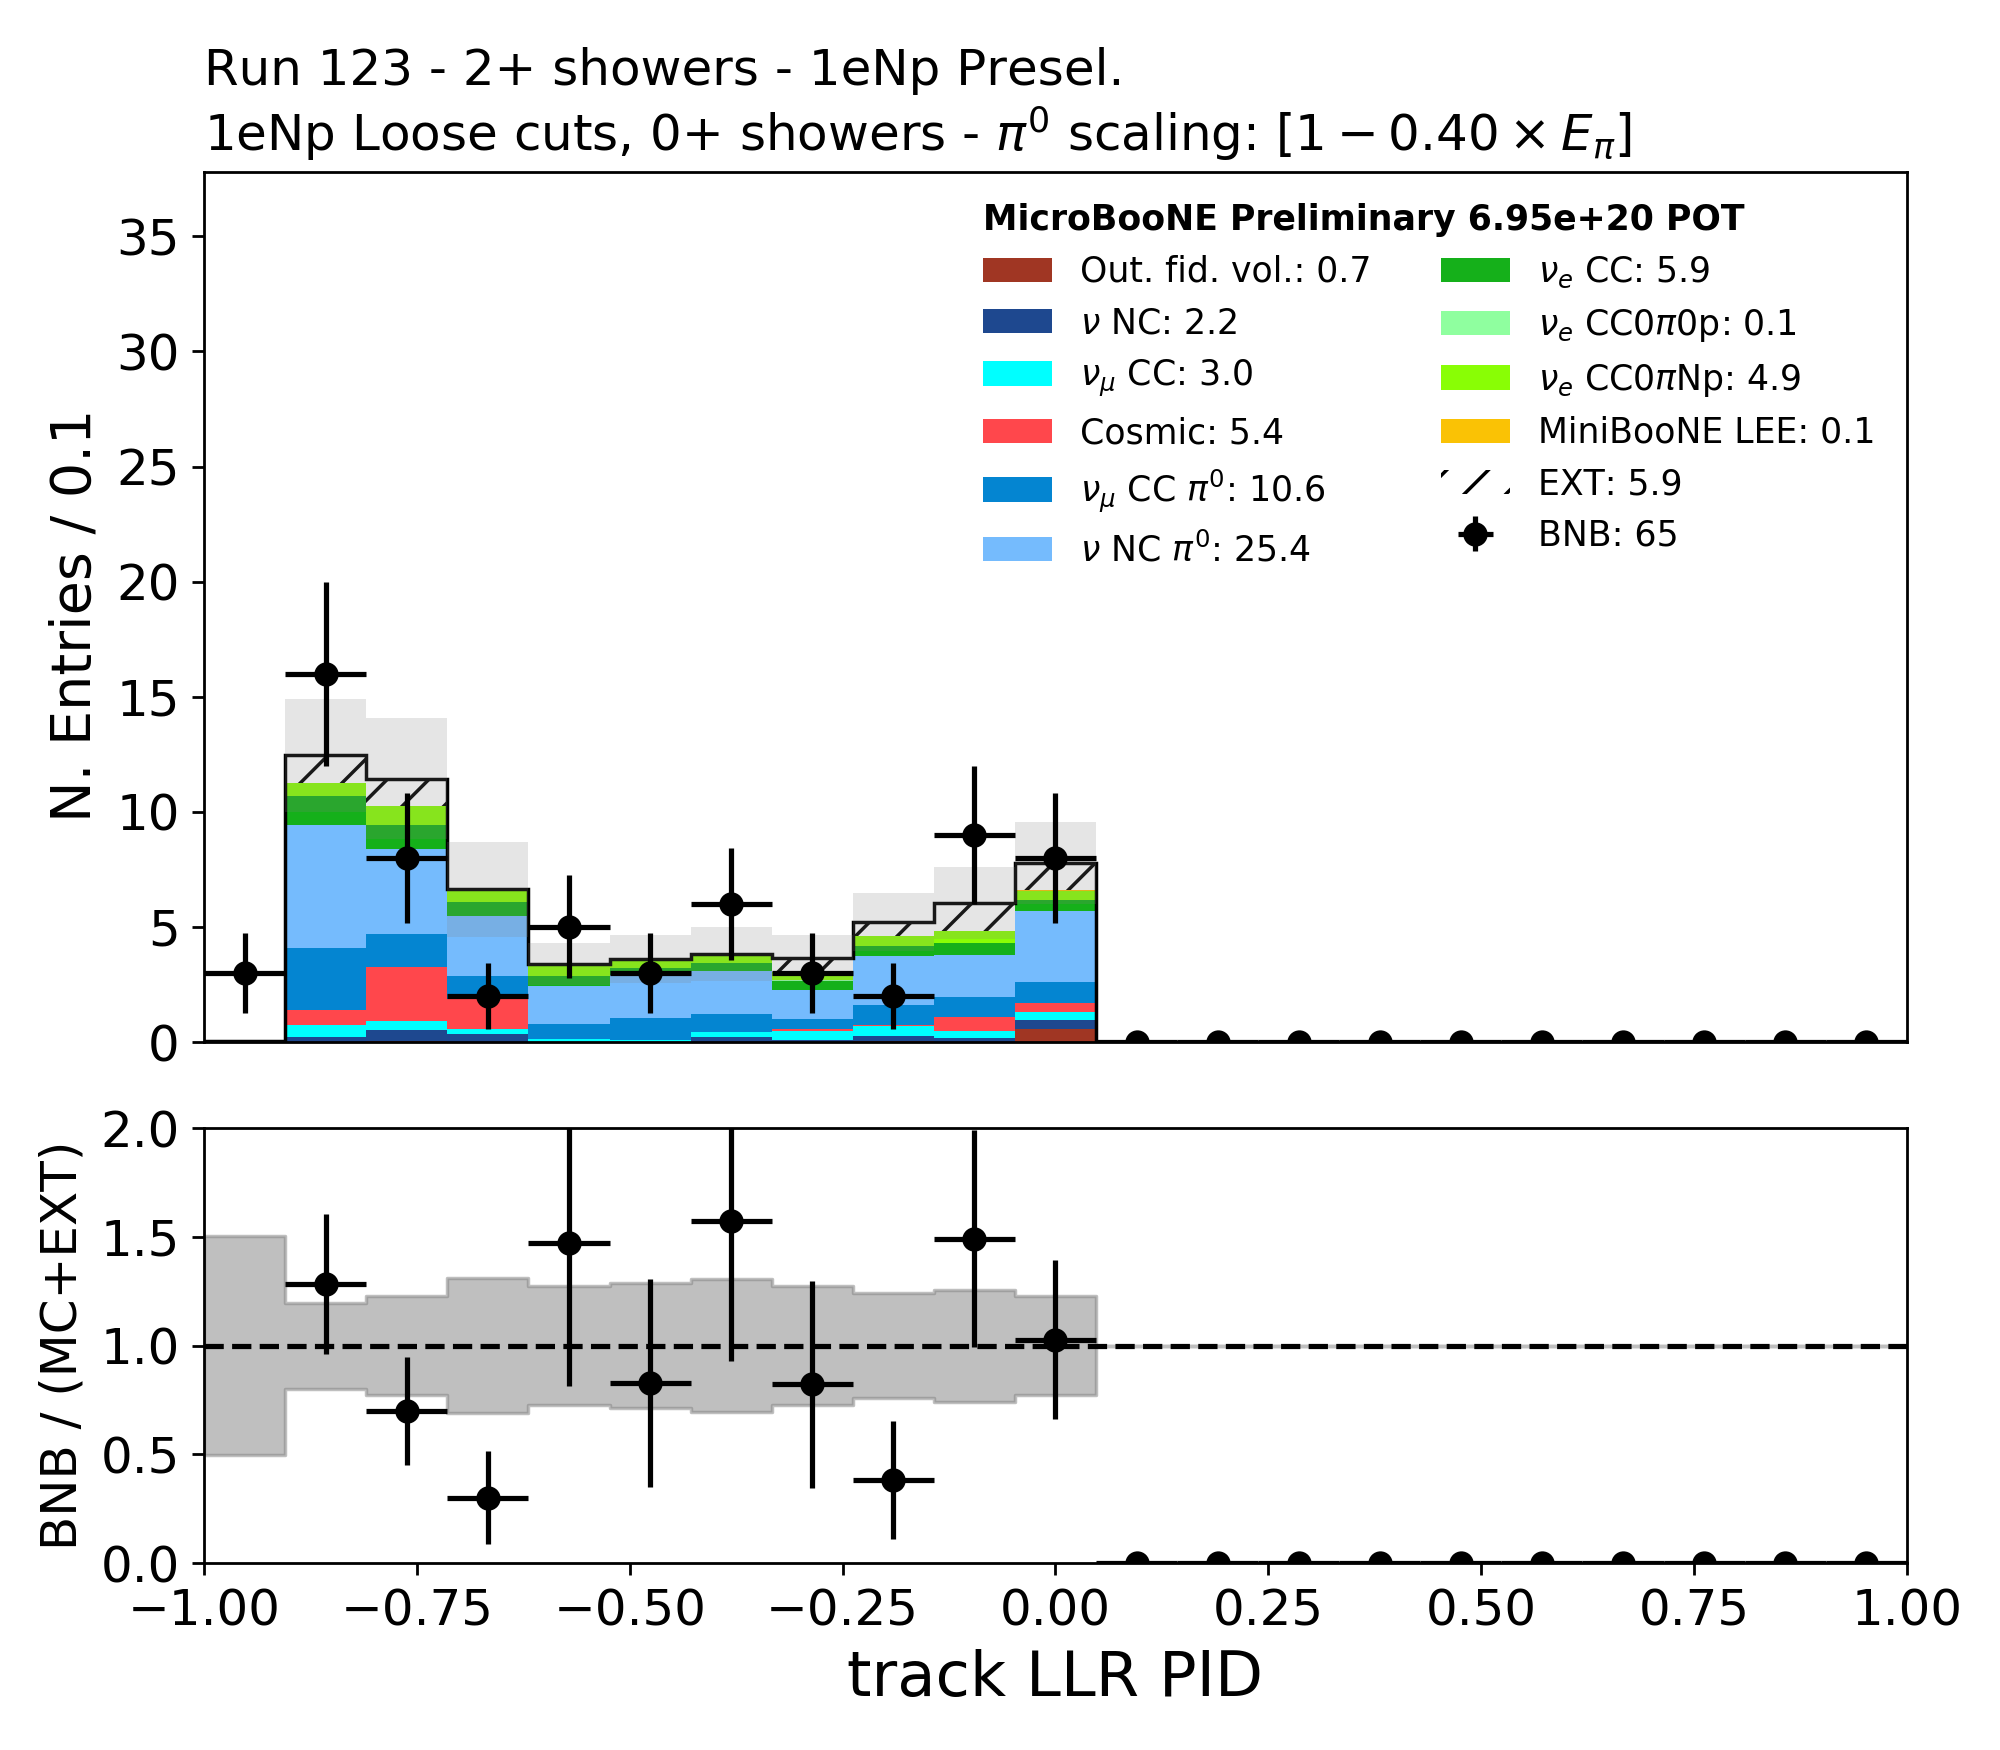 Run 123 - 2+ showers - 1eNp Presel.
1eNp Loose cuts, 0+ showers - π⁰ scaling: [1 − 0.40 × E_π]
MicroBooNE Preliminary 6.95e+20 POT
Out. fid. vol.: 0.7
ν NC: 2.2
ν_μ CC: 3.0
Cosmic: 5.4
ν_μ CC π⁰: 10.6
ν NC π⁰: 25.4
ν_e CC: 5.9
ν_e CC0π0p: 0.1
ν_e CC0πNp: 4.9
MiniBooNE LEE: 0.1
EXT: 5.9
BNB: 65
N. Entries / 0.1
35
30
25
20
15
10
5
0
BNB / (MC+EXT)
2.0
1.5
1.0
0.5
0.0
−1.00 −0.75 −0.50 −0.25 0.00 0.25 0.50 0.75 1.00
track LLR PID